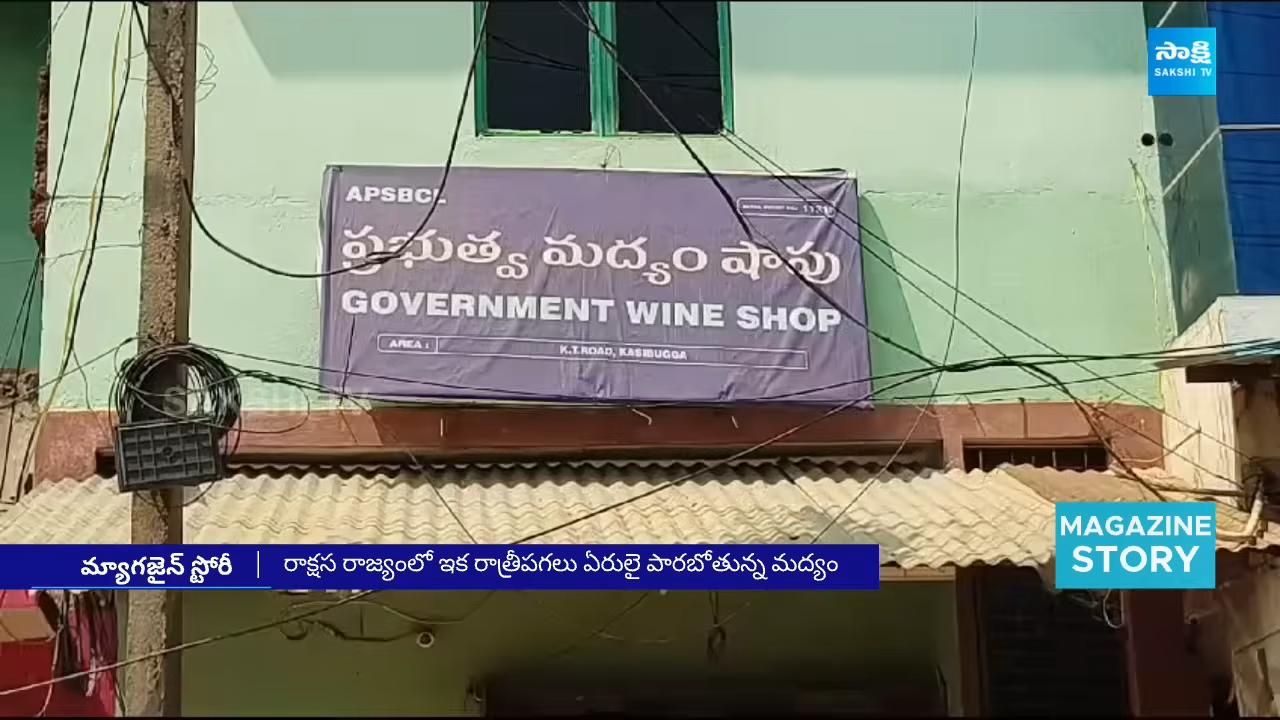 సాక్షి
SAKSHI TV
APSBCL
ప్రభుత్వ మద్యం షాపు
GOVERNMENT WINE SHOP
AREA :
K.T.ROAD, KASIBUGGA
MAGAZINE
STORY
మ్యాగజైన్ స్టోరీ
రాక్షస రాజ్యంలో ఇక రాత్రీపగలు ఏరులై పారబోతున్న మద్యం